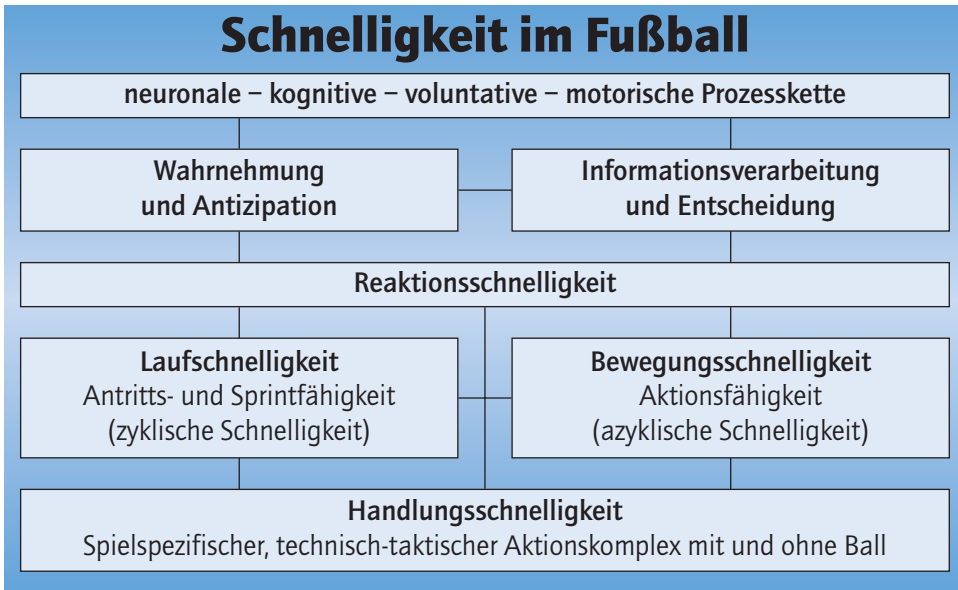 Schnelligkeit im Fußball
neuronale – kognitive – voluntative – motorische Prozesskette
Wahrnehmung
und Antizipation
Informationsverarbeitung
und Entscheidung
Reaktionsschnelligkeit
Laufschnelligkeit
Antritts- und Sprintfähigkeit
(zyklische Schnelligkeit)
Bewegungsschnelligkeit
Aktionsfähigkeit
(azyklische Schnelligkeit)
Handlungsschnelligkeit
Spielspezifischer, technisch-taktischer Aktionskomplex mit und ohne Ball